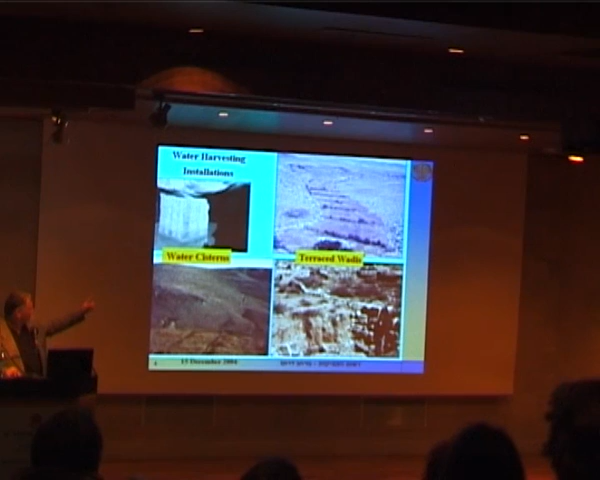 Water Harvesting
Installations
Water Cisterns
Terraced Wadis
15 December 2004